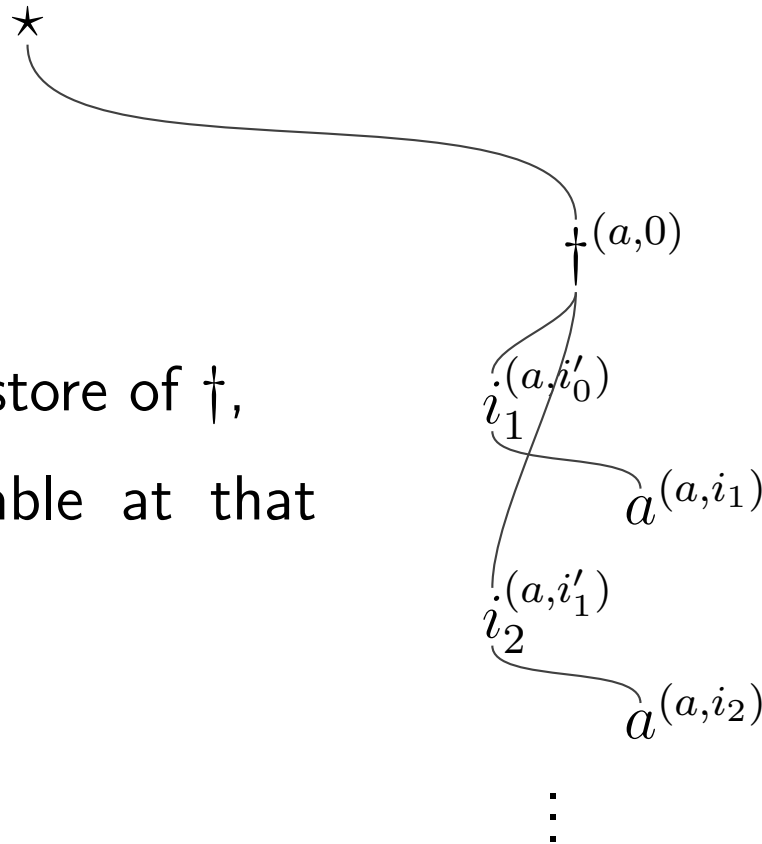 ⋆
†^{(a,0)}
store of †,
i_1^{(a,i'_0)}
able at that
a^{(a,i_1)}
i_2^{(a,i'_1)}
a^{(a,i_2)}
⋮